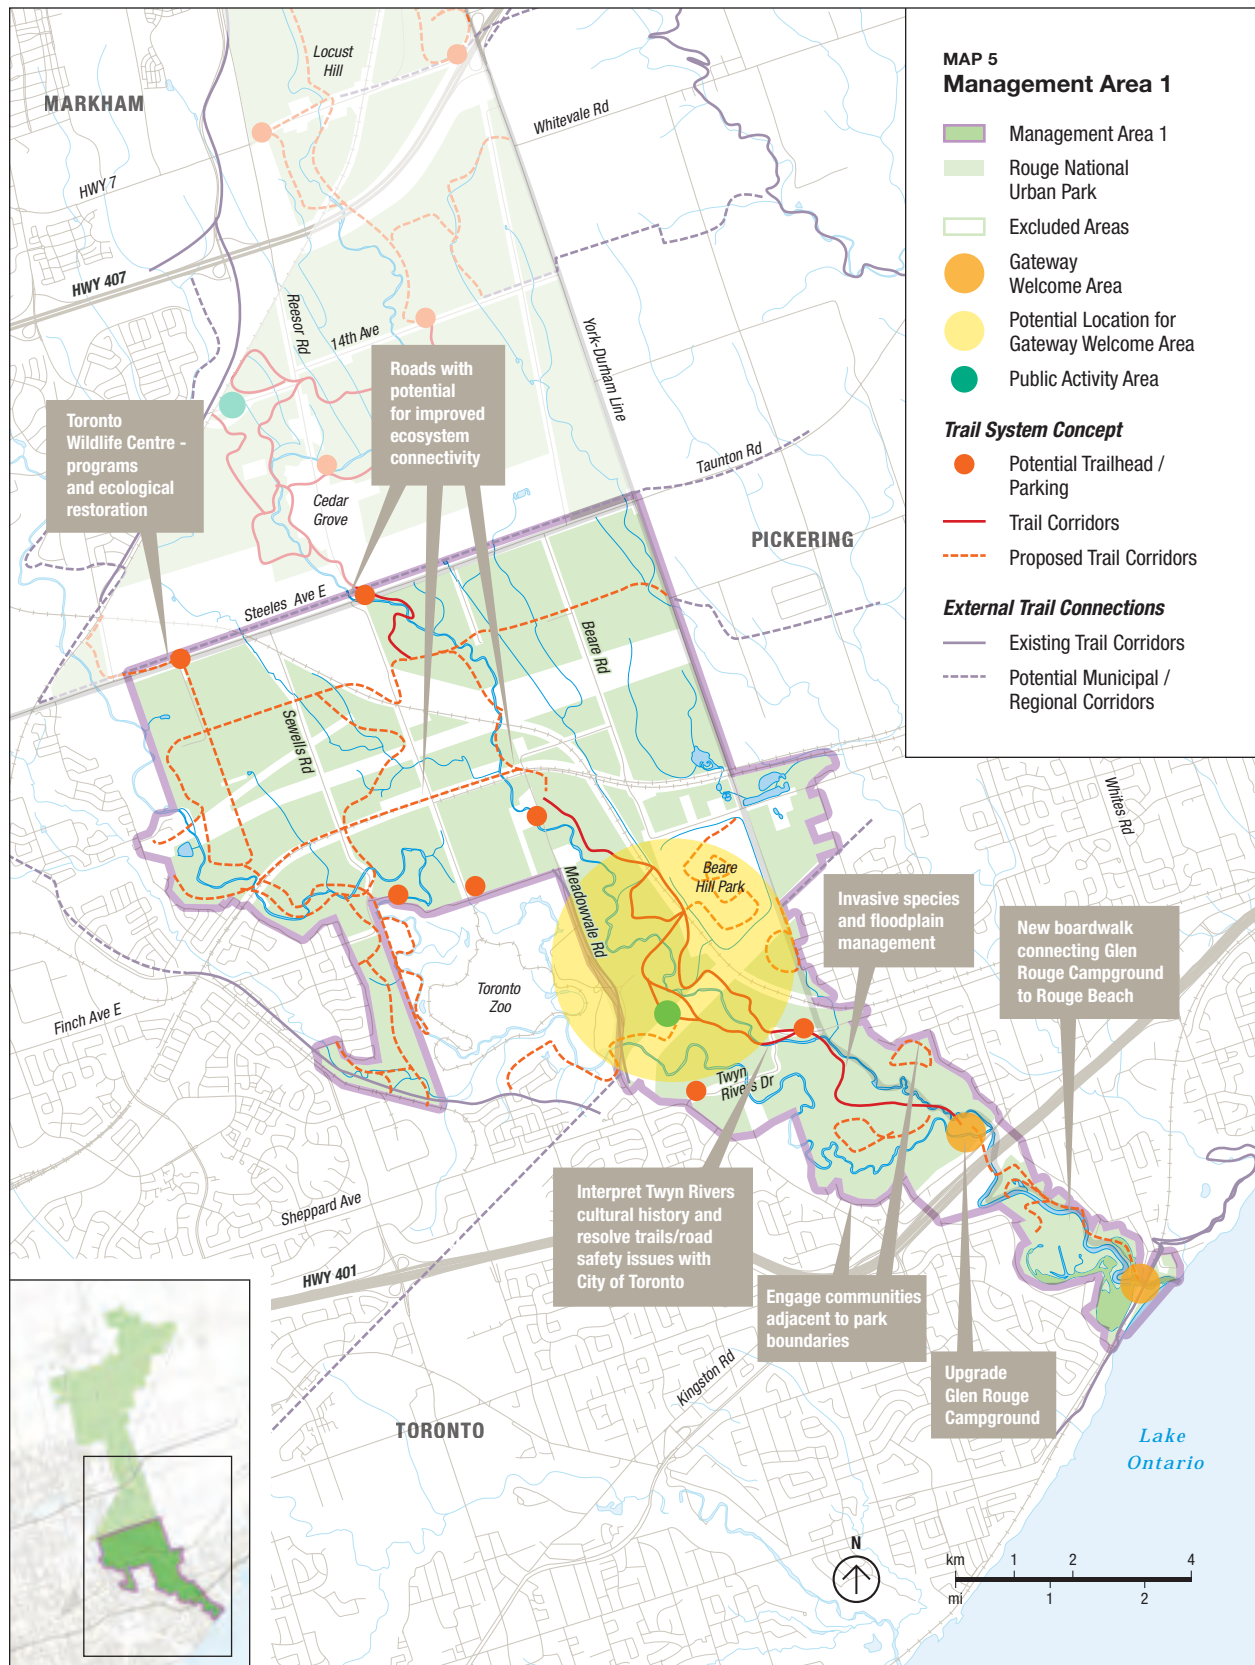 MAP 5
Management Area 1
Management Area 1
Rouge National
Urban Park
Excluded Areas
Gateway
Welcome Area
Potential Location for
Gateway Welcome Area
Public Activity Area
Trail System Concept
Potential Trailhead /
Parking
Trail Corridors
Proposed Trail Corridors
External Trail Connections
Existing Trail Corridors
Potential Municipal /
Regional Corridors
Locust
Hill
MARKHAM
Whitevale Rd
HWY 7
HWY 407
Reesor Rd
14th Ave
York-Durham Line
Roads with
potential
for improved
ecosystem
connectivity
Toronto
Wildlife Centre -
programs
and ecological
restoration
Taunton Rd
Cedar
Grove
PICKERING
Steeles Ave E
Beare Rd
Sewells Rd
Whites Rd
Meadowvale Rd
Beare
Hill Park
Invasive species
and floodplain
management
New boardwalk
connecting Glen
Rouge Campground
to Rouge Beach
Toronto
Zoo
Finch Ave E
Twyn
Rivers Dr
Interpret Twyn Rivers
cultural history and
resolve trails/road
safety issues with
City of Toronto
Sheppard Ave
HWY 401
Engage communities
adjacent to park
boundaries
Upgrade
Glen Rouge
Campground
Kingston Rd
TORONTO
Lake
Ontario
N
km 1 2 4
mi 1 2